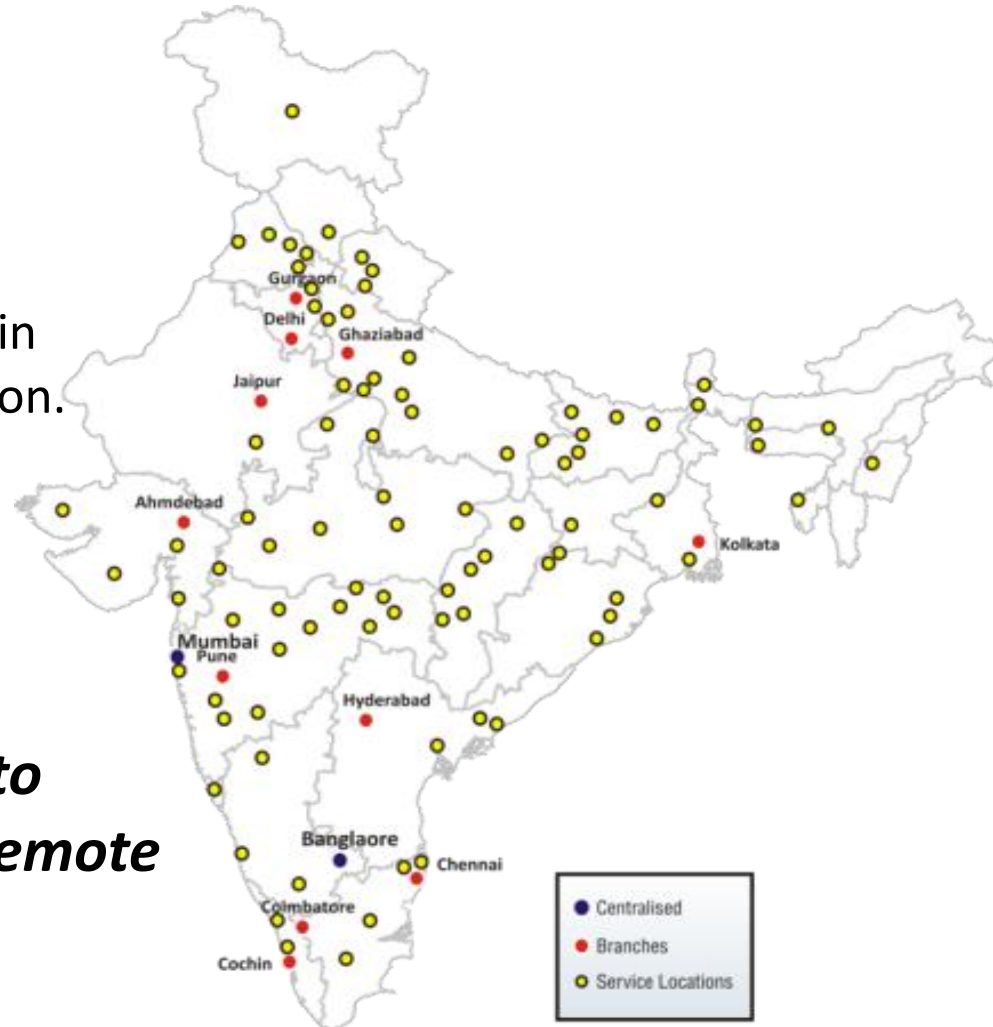 Gurgaon
in
Delhi
Ghaziabad
Jaipur
on.
Ahmdebad
Kolkata
Mumbai
Pune
Hyderabad
to
Banglaore
emote
Chennai
Coimbatore
Cochin
Centralised
Branches
Service Locations